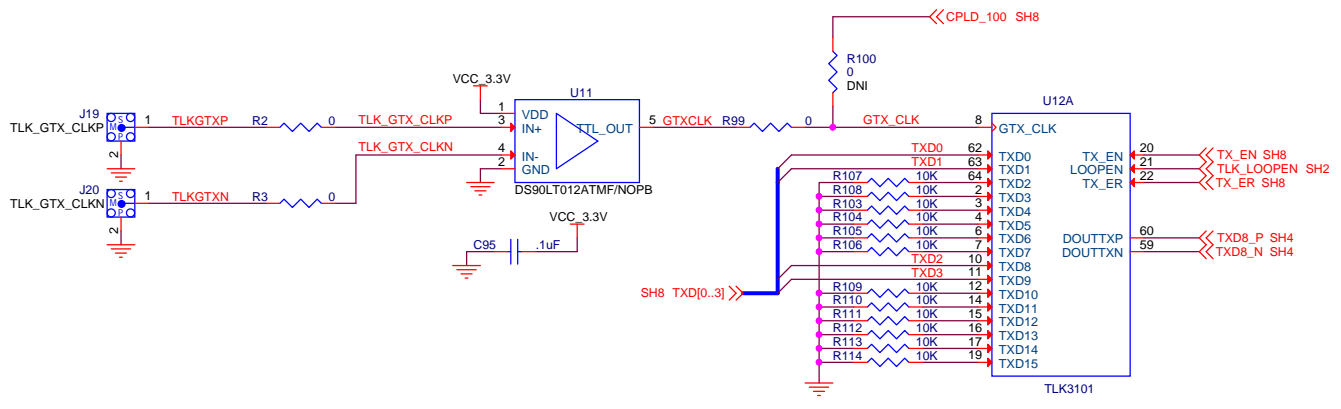 CPLD_100 SH8
R100
0
DNI
VCC_3.3V
U11
U12A
J19
TLK_GTX_CLKP
S
M
P
1
2
TLKGTXP
R2
0
TLK_GTX_CLKP
1
VDD
3
IN+
TTL_OUT
4
IN-
2
GND
DS90LT012ATMF/NOPB
5
GTXCLK
R99
0
GTX_CLK
8
GTX_CLK
J20
TLK_GTX_CLKN
S
M
P
1
2
TLKGTXN
R3
0
TLK_GTX_CLKN
VCC_3.3V
C95
.1uF
SH8 TXD[0..3]
TXD0 62 TXD0
TXD1 63 TXD1
R107 10K 64 TXD2
R108 10K 2 TXD3
R103 10K 3 TXD4
R104 10K 4 TXD5
R105 10K 6 TXD6
R106 10K 7 TXD7
TXD2 10 TXD8
TXD3 11 TXD9
R109 10K 12 TXD10
R110 10K 14 TXD11
R111 10K 15 TXD12
R112 10K 16 TXD13
R113 10K 17 TXD14
R114 10K 19 TXD15
TX_EN 20 TX_EN SH8
LOOPEN 21 TLK_LOOPEN SH2
TX_ER 22 TX_ER SH8
DOUTTXP 60 TXD8_P SH4
DOUTTXN 59 TXD8_N SH4
TLK3101